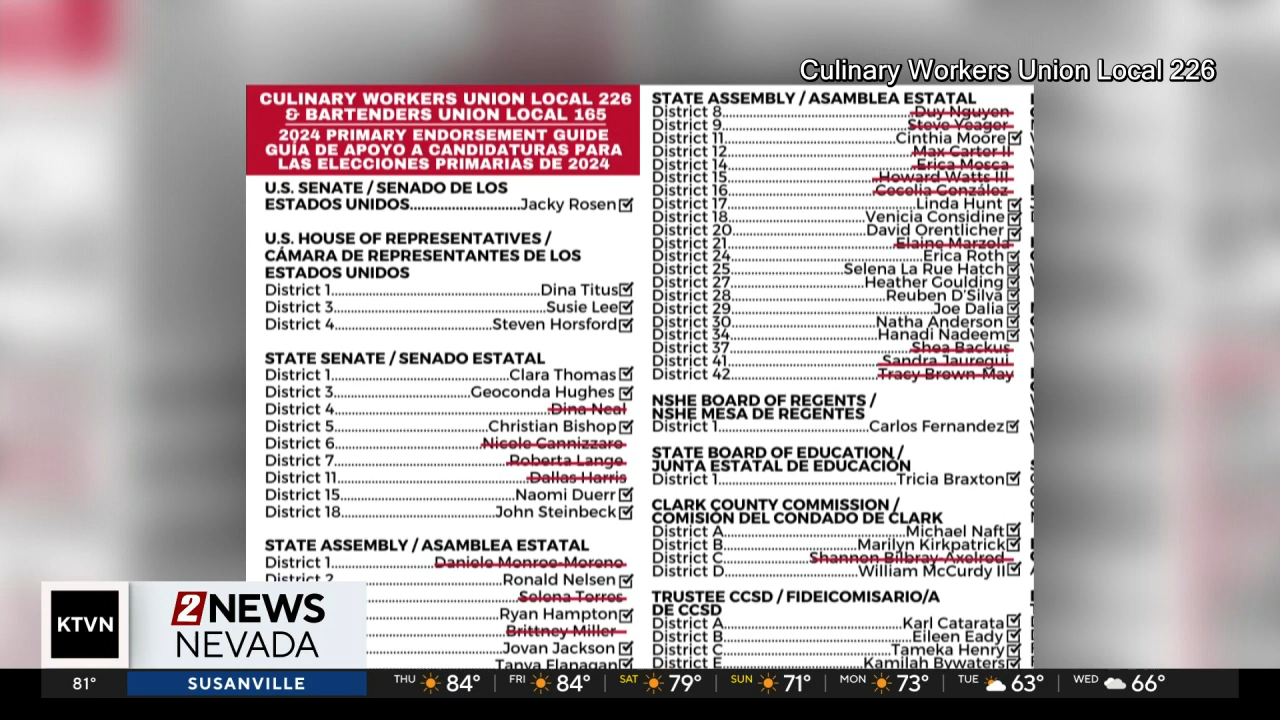 Culinary Workers Union Local 226
CULINARY WORKERS UNION LOCAL 226
& BARTENDERS UNION LOCAL 165
2024 PRIMARY ENDORSEMENT GUIDE
GUÍA DE APOYO A CANDIDATURAS PARA
LAS ELECCIONES PRIMARIAS DE 2024
U.S. SENATE / SENADO DE LOS
ESTADOS UNIDOS Jacky Rosen
U.S. HOUSE OF REPRESENTATIVES /
CÁMARA DE REPRESENTANTES DE LOS
ESTADOS UNIDOS
District 1 Dina Titus
District 3 Susie Lee
District 4 Steven Horsford
STATE SENATE / SENADO ESTATAL
District 1 Clara Thomas
District 3 Geoconda Hughes
District 4 Dina Neal
District 5 Christian Bishop
District 6 Nicole Cannizzaro
District 7 Roberta Lange
District 11 Dallas Harris
District 15 Naomi Duerr
District 18 John Steinbeck
STATE ASSEMBLY / ASAMBLEA ESTATAL
District 1 Daniele Monroe-Moreno
District 2 Ronald Nelsen
Selena Torres
Ryan Hampton
Brittney Miller
Jovan Jackson
Tanya Flanagan
STATE ASSEMBLY / ASAMBLEA ESTATAL
District 8 Duy Nguyen
District 9 Steve Yeager
District 11 Cinthia Moore
District 12 Max Carter II
District 14 Erica Mosca
District 15 Howard Watts III
District 16 Cecelia González
District 17 Linda Hunt
District 18 Venicia Considine
District 20 David Orentlicher
District 21 Elaine Marzola
District 24 Erica Roth
District 25 Selena La Rue Hatch
District 27 Heather Goulding
District 28 Reuben D'Silva
District 29 Joe Dalia
District 30 Natha Anderson
District 34 Hanadi Nadeem
District 37 Shea Backus
District 41 Sandra Jauregui
District 42 Tracy Brown-May
NSHE BOARD OF REGENTS /
NSHE MESA DE REGENTES
District 1 Carlos Fernandez
STATE BOARD OF EDUCATION /
JUNTA ESTATAL DE EDUCACIÓN
District 1 Tricia Braxton
CLARK COUNTY COMMISSION /
COMISIÓN DEL CONDADO DE CLARK
District A Michael Naft
District B Marilyn Kirkpatrick
District C Shannon Bilbray-Axelrod
District D William McCurdy II
TRUSTEE CCSD / FIDEICOMISARIO/A
DE CCSD
District A Karl Catarata
District B Eileen Eady
District C Tameka Henry
District E Kamilah Bywaters
KTVN
2 NEWS
NEVADA
81° SUSANVILLE THU 84° FRI 84° SAT 79° SUN 71° MON 73° TUE 63° WED 66°